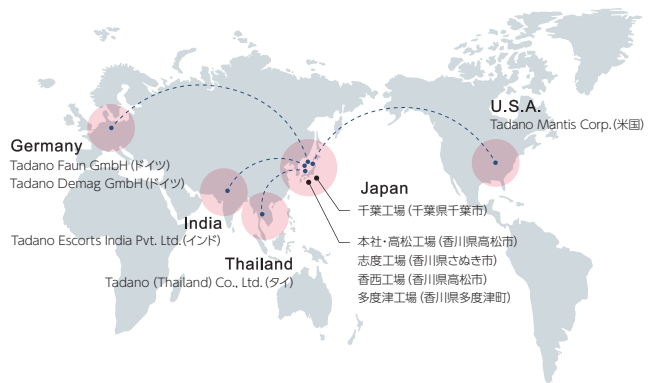 U.S.A.
Tadano Mantis Corp.(米国)
Germany
Tadano Faun GmbH(ドイツ)
Tadano Demag GmbH(ドイツ)
Japan
千葉工場(千葉県千葉市)
India
Tadano Escorts India Pvt. Ltd.(インド)
本社・高松工場(香川県高松市)
志度工場(香川県さぬき市)
香西工場(香川県高松市)
多度津工場(香川県多度津町)
Thailand
Tadano (Thailand) Co., Ltd.(タイ)